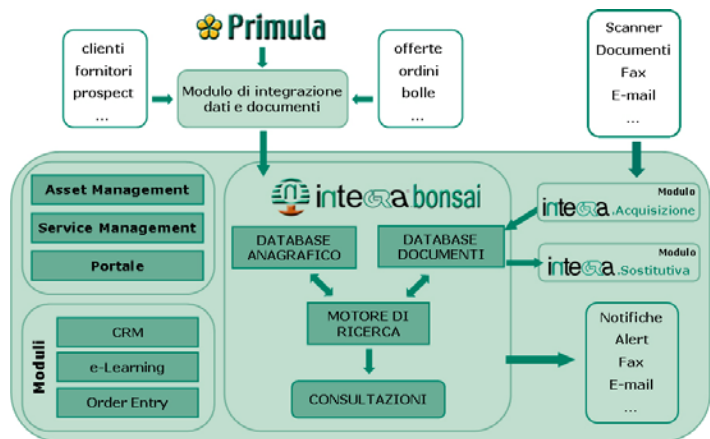 Primula
clienti
fornitori
prospect
...
Modulo di integrazione
dati e documenti
offerte
ordini
bolle
...
Scanner
Documenti
Fax
E-mail
...
Asset Management
Service Management
Portale
Moduli
CRM
e-Learning
Order Entry
integra bonsai
DATABASE
ANAGRAFICO
DATABASE
DOCUMENTI
MOTORE DI
RICERCA
CONSULTAZIONI
Modulo
integra.Acquisizione
Modulo
integra.Sostitutiva
Notifiche
Alert
Fax
E-mail
...